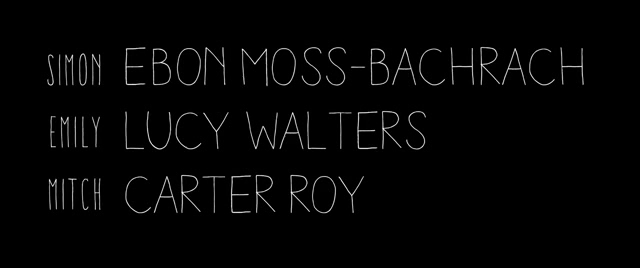 SIMON EBON MOSS-BACHRACH
EMILY LUCY WALTERS
MITCH CARTER ROY